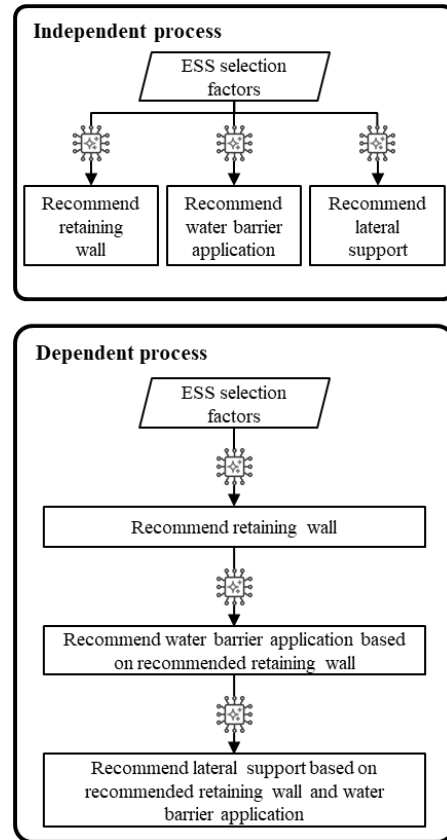 Independent process
ESS selection
factors
Recommend
retaining
wall
Recommend
water barrier
application
Recommend
lateral
support
Dependent process
ESS selection
factors
Recommend retaining wall
Recommend water barrier application based
on recommended retaining wall
Recommend lateral support based on
recommended retaining wall and water
barrier application